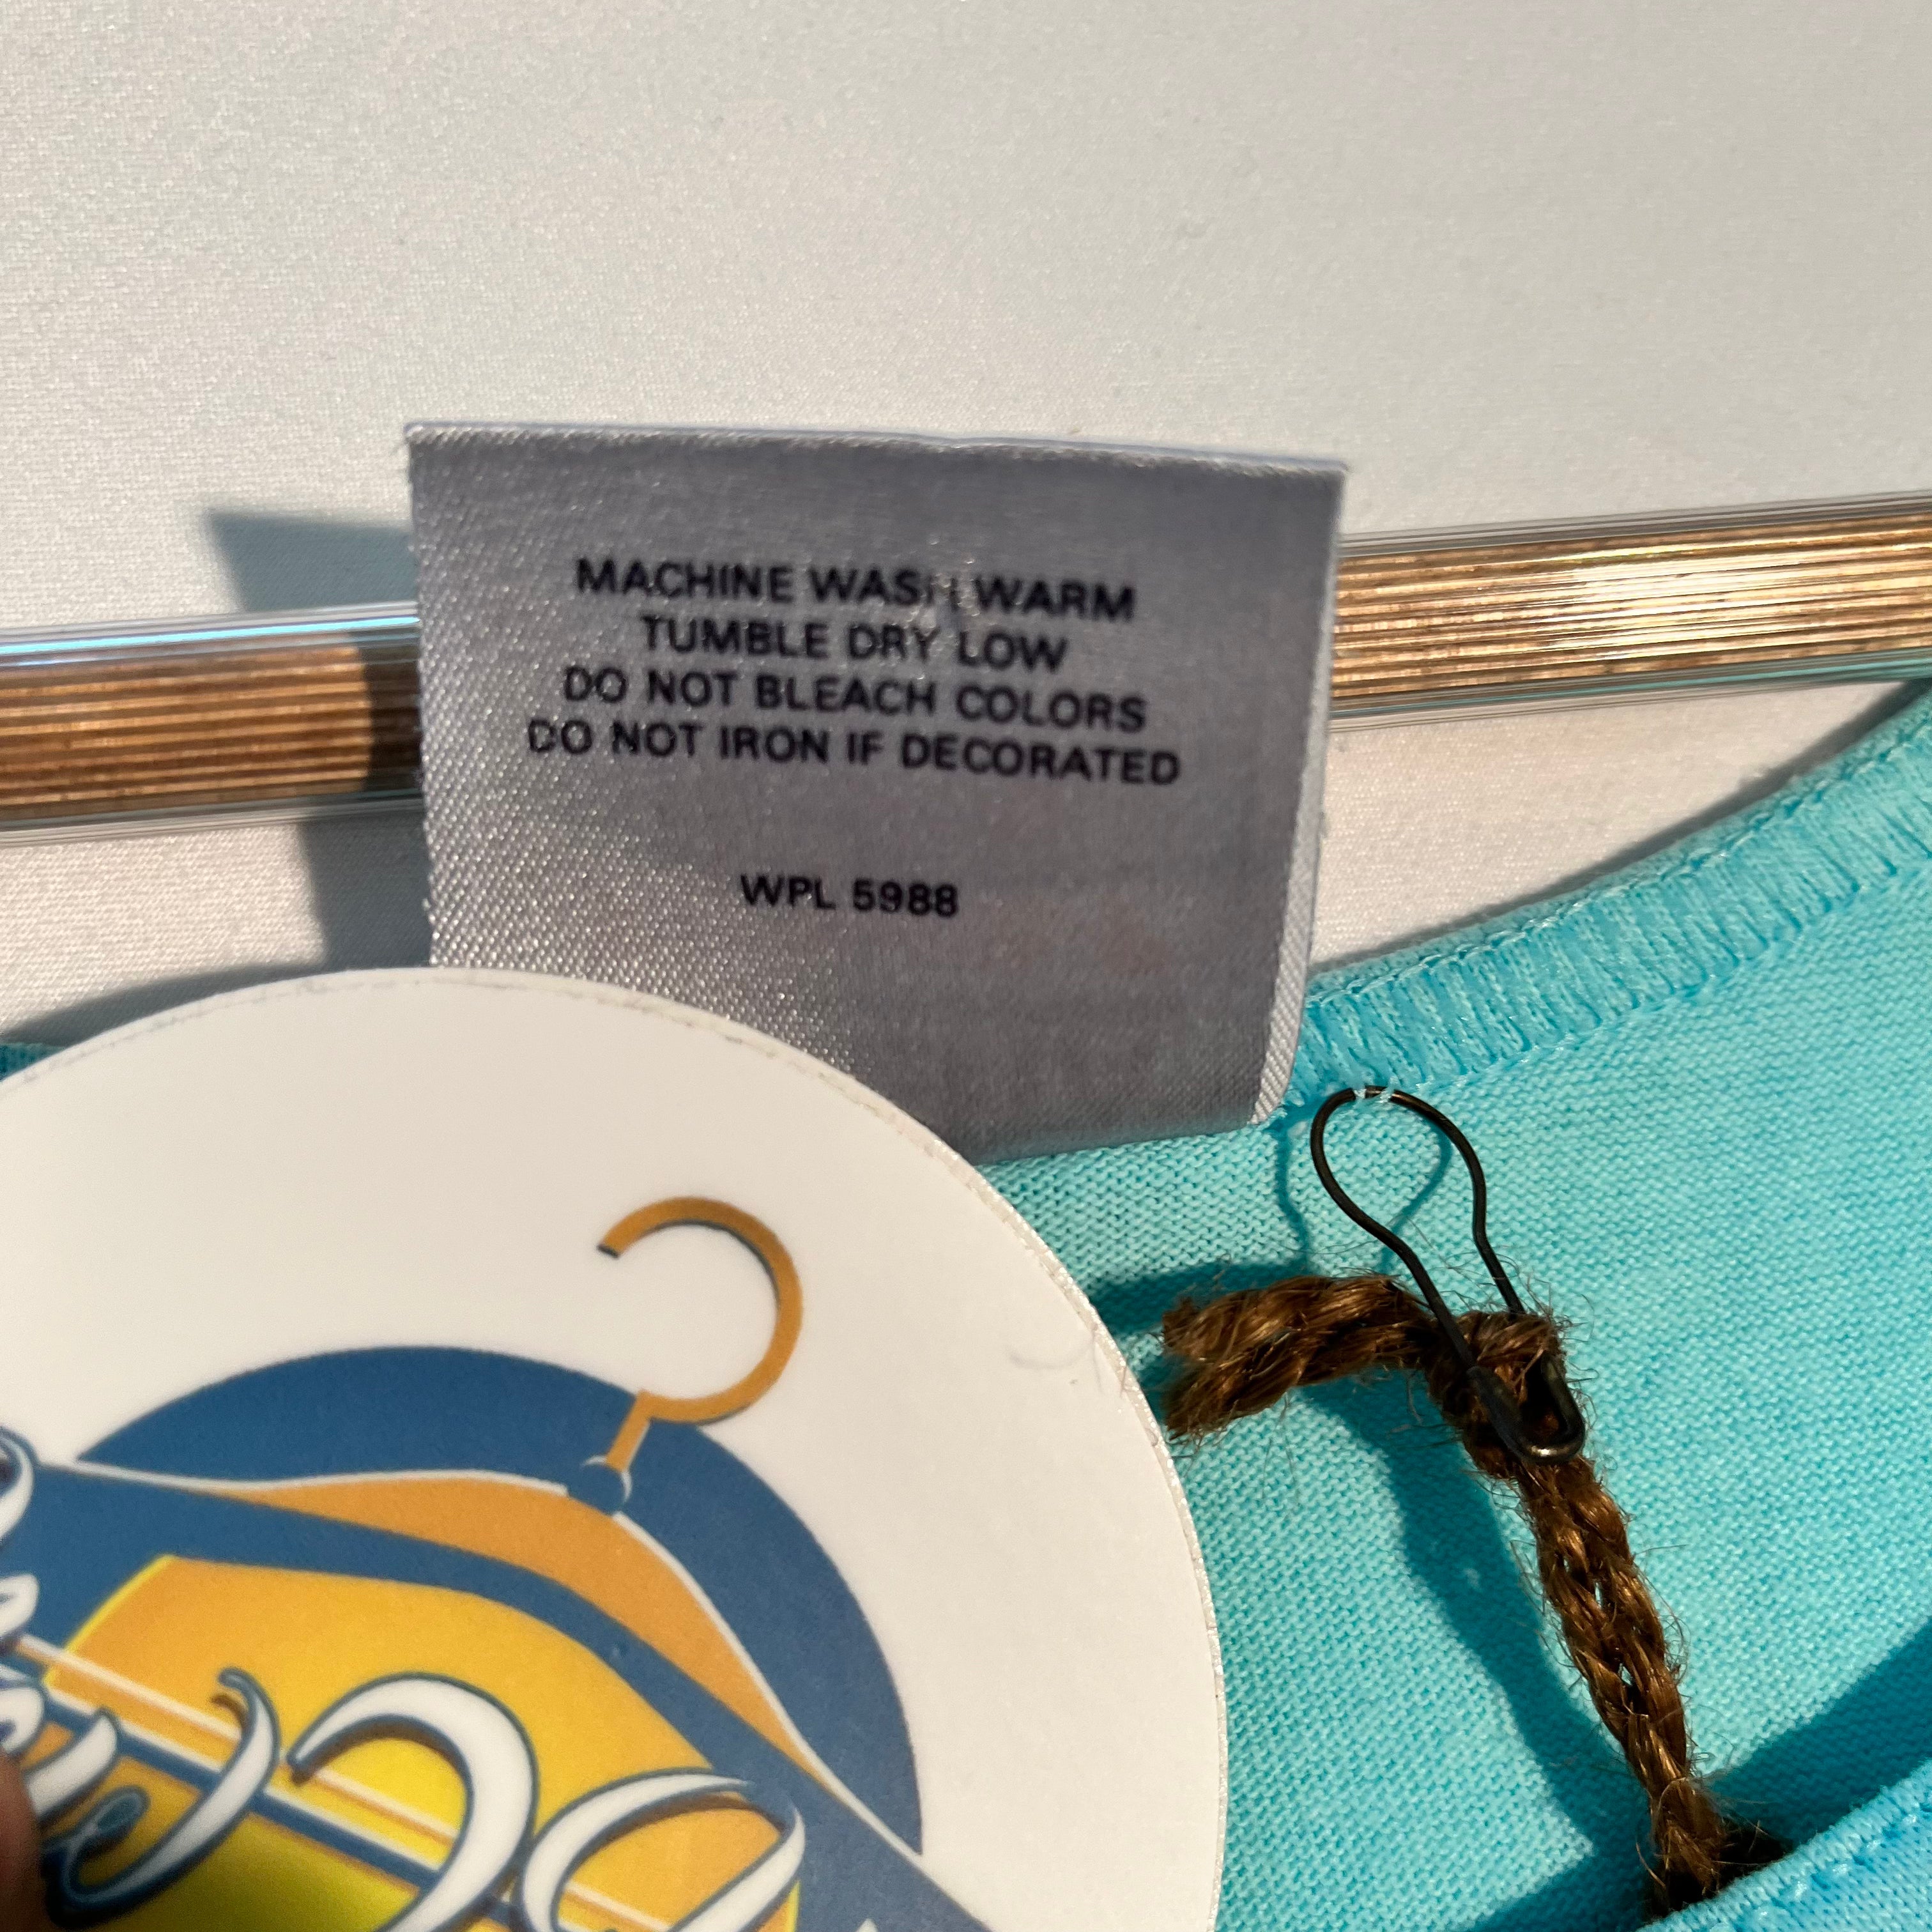 MACHINE WASH WARM
TUMBLE DRY LOW
DO NOT BLEACH COLORS
DO NOT IRON IF DECORATED
WPL 5988